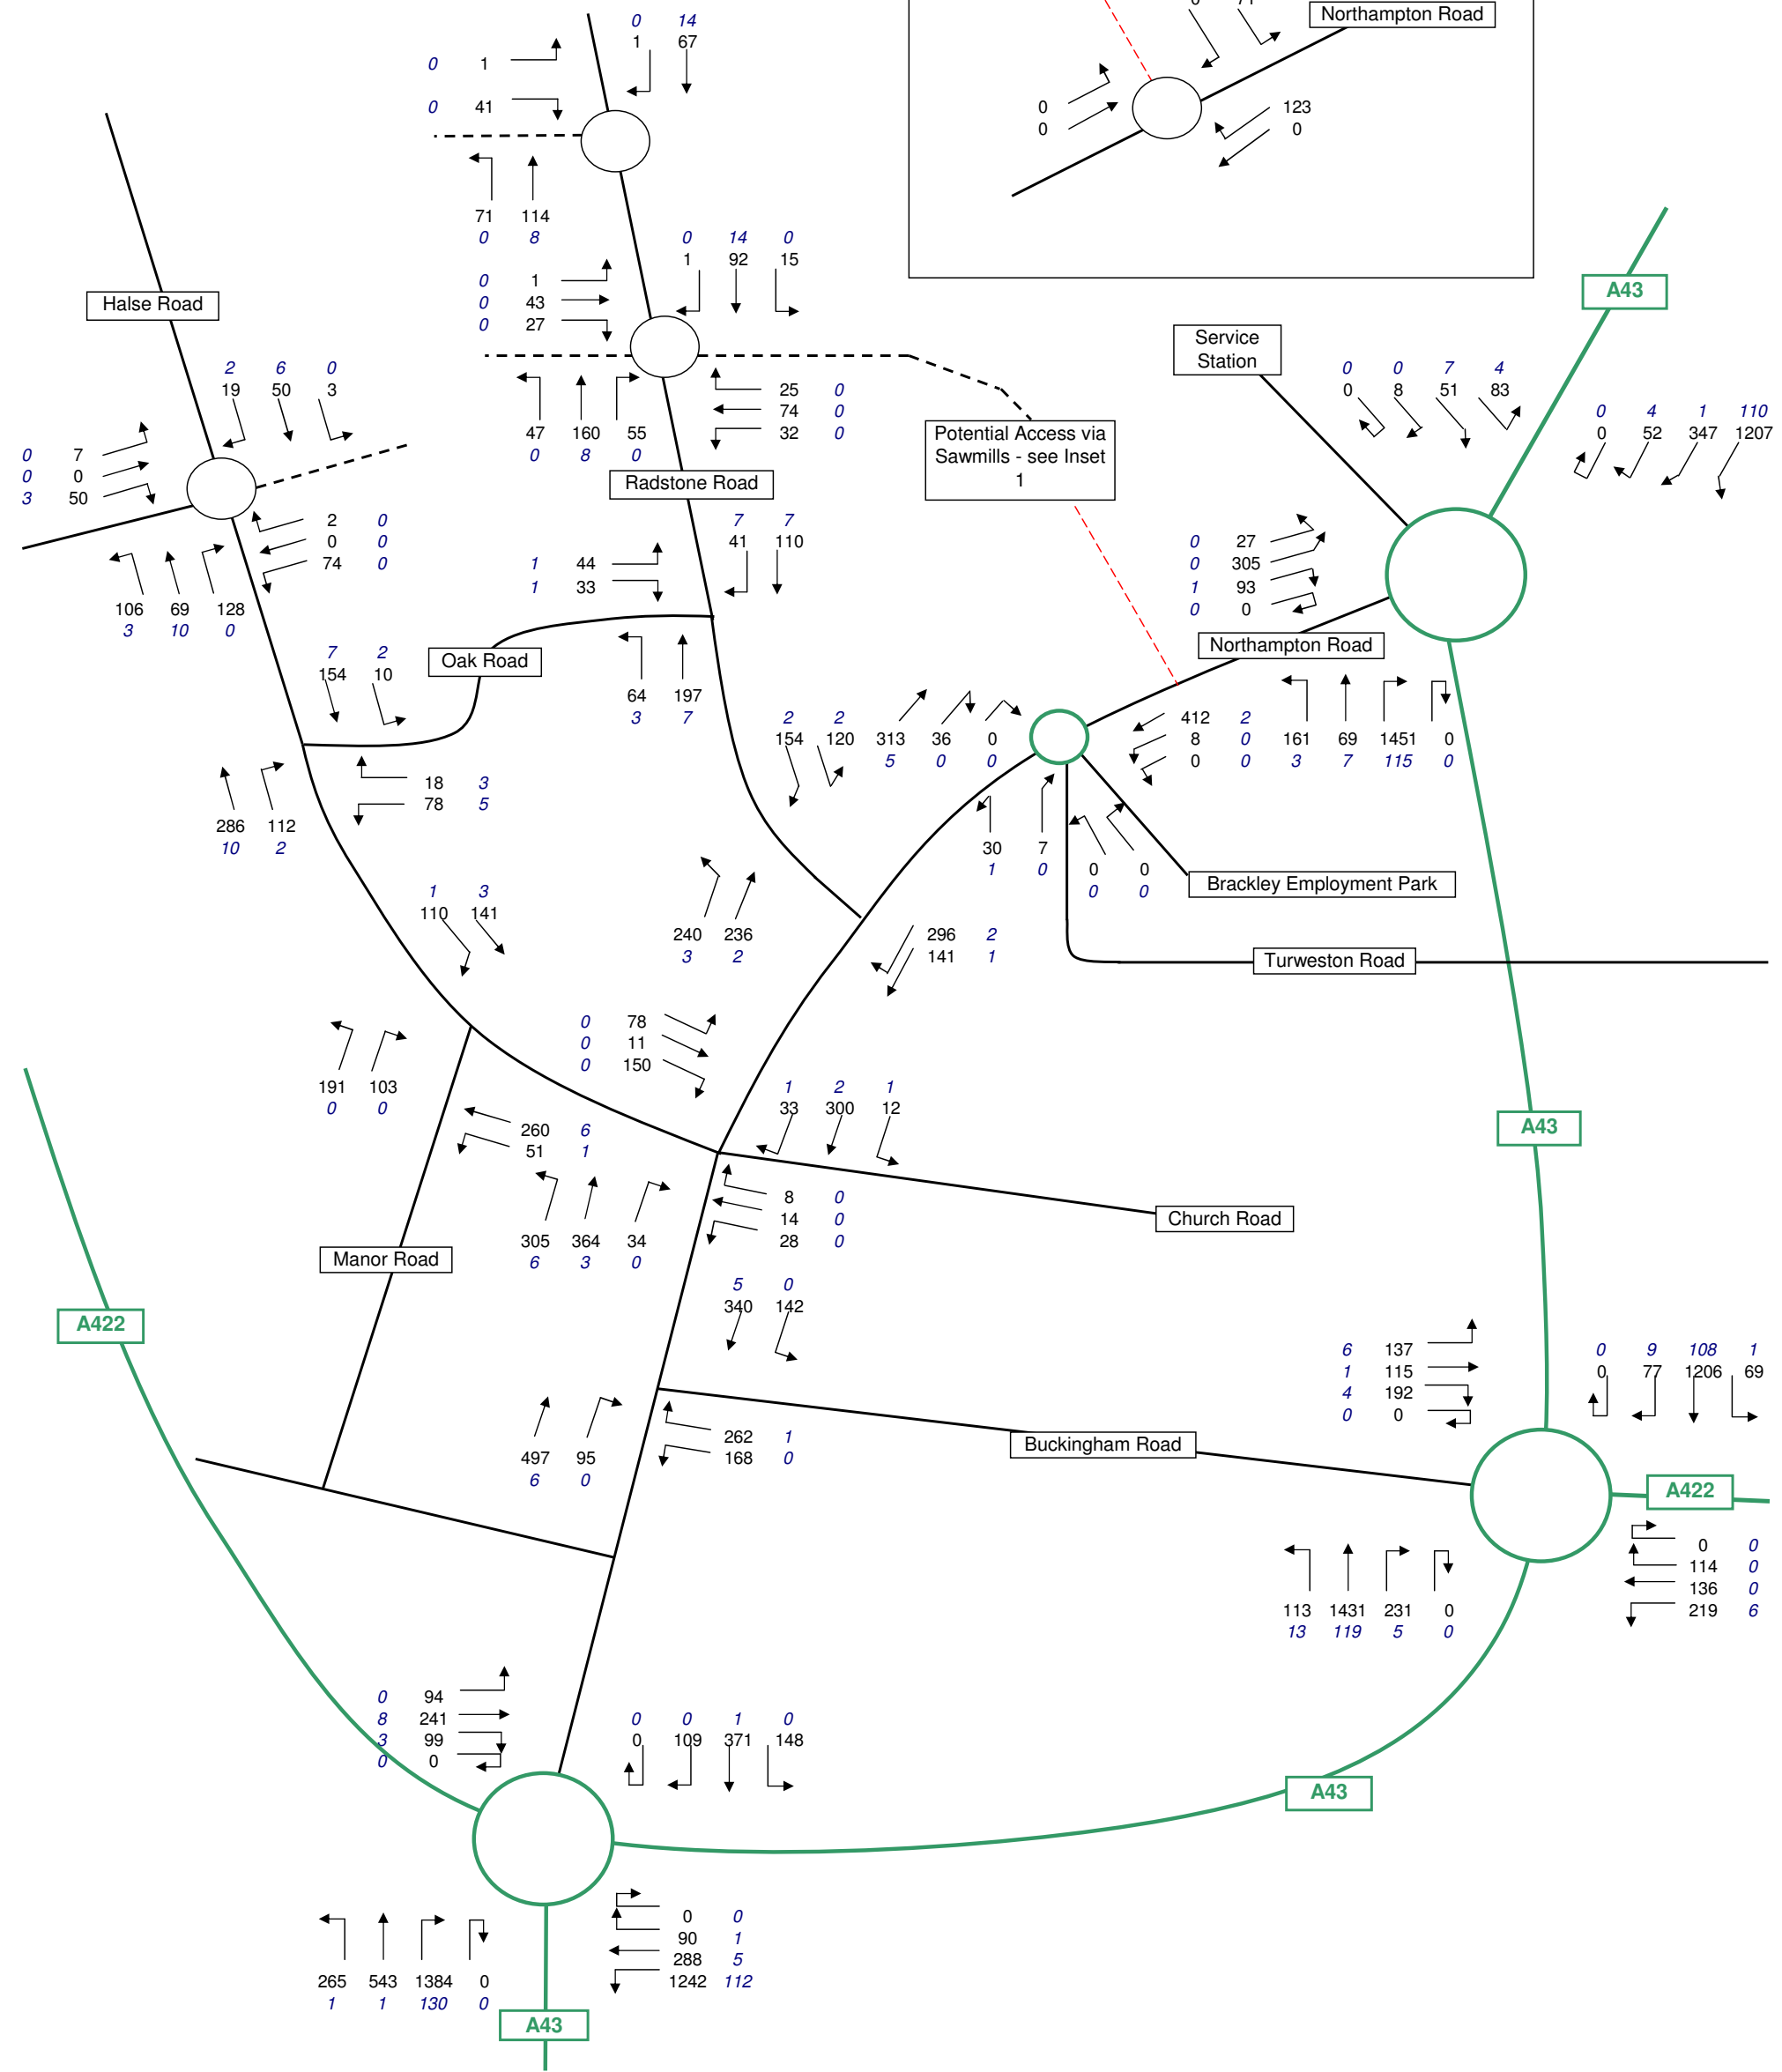 0 71
Northampton Road
0 14
1 67
0 1
0 41
0 123
0 0
71 114
0 8
0 14 0
1 92 15
0 1
0 43
0 27
A43
Halse Road
Service
Station
0 0 7 4
0 8 51 83
0 4 1 110
0 52 347 1207
2 6 0
19 50 3
25 0
74 0
32 0
47 160 55
0 8 0
Potential Access via
Sawmills - see Inset
1
0 7
0 0
3 50
Radstone Road
2 0
0 0
74 0
7 7
41 110
0 27
0 305
1 93
0 0
1 44
1 33
106 69 128
3 10 0
Northampton Road
7 2
154 10
Oak Road
64 197
3 7
2 2
154 120
313 36 0
5 0 0
412 2
8 0
0 0
161 69 1451 0
3 7 115 0
18 3
78 5
286 112
10 2
30 7
1 0
0 0
0 0
Brackley Employment Park
1 3
110 141
240 236
3 2
296 2
141 1
Turweston Road
0 78
0 11
0 150
191 103
0 0
1 2 1
33 300 12
A43
260 6
51 1
8 0
14 0
28 0
Church Road
305 364 34
6 3 0
Manor Road
5 0
340 142
A422
6 137
1 115
4 192
0 0
0 9 108 1
0 77 1206 69
262 1
168 0
Buckingham Road
497 95
6 0
A422
0 0
114 0
136 0
219 6
113 1431 231 0
13 119 5 0
0 94
8 241
3 99
0 0
0 0 1 0
0 109 371 148
A43
0 0
90 1
288 5
1242 112
265 543 1384 0
1 1 130 0
A43